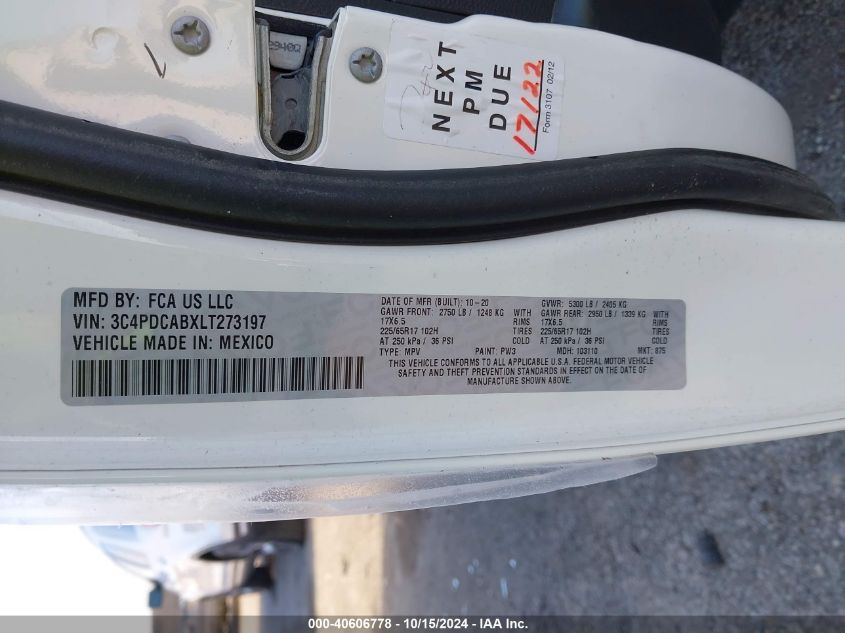 2840Q
NEXT
PM
DUE
17122
Form 3107 02/12
MFD BY: FCA US LLC
VIN: 3C4PDCABXLT273197
VEHICLE MADE IN: MEXICO
DATE OF MFR (BUILT): 10-20 GVWR: 5300 LB / 2405 KG
GAWR FRONT: 2750 LB / 1248 KG WITH GAWR REAR: 2950 LB / 1339 KG WITH
17X6.5 RIMS 17X6.5 RIMS
225/65R17 102H TIRES 225/65R17 102H TIRES
AT 250 kPa / 36 PSI COLD AT 250 kPa / 36 PSI COLD
TYPE: MPV PAINT: PW3 MDH: 103110 MKT: 875
THIS VEHICLE CONFORMS TO ALL APPLICABLE U.S.A. FEDERAL MOTOR VEHICLE
SAFETY AND THEFT PREVENTION STANDARDS IN EFFECT ON THE DATE OF
MANUFACTURE SHOWN ABOVE.
000-40606778 - 10/15/2024 - IAA Inc.